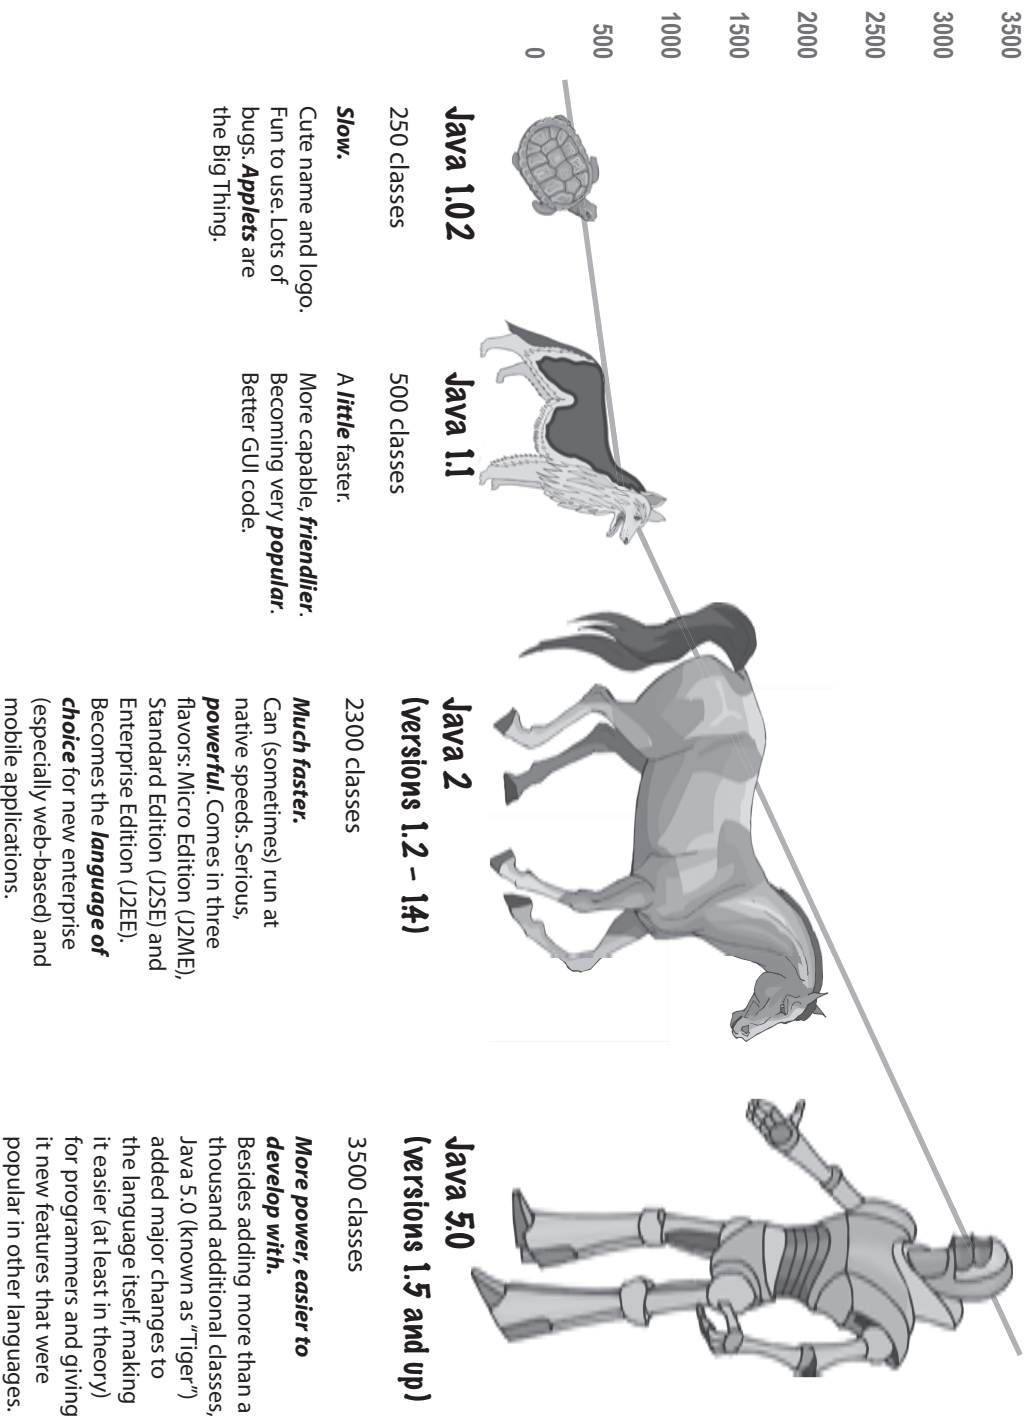 3500
3000
2500
2000
1500
1000
500
0
Java 1.02
250 classes
Slow.
Cute name and logo.
Fun to use. Lots of
bugs. Applets are
the Big Thing.
Java 1.1
500 classes
A little faster.
More capable, friendlier.
Becoming very popular.
Better GUI code.
Java 2
(versions 1.2 – 1.4)
2300 classes
Much faster.
Can (sometimes) run at
native speeds. Serious,
powerful. Comes in three
flavors: Micro Edition (J2ME),
Standard Edition (J2SE) and
Enterprise Edition (J2EE).
Becomes the language of
choice for new enterprise
(especially web-based) and
mobile applications.
Java 5.0
(versions 1.5 and up)
3500 classes
More power, easier to
develop with.
Besides adding more than a
thousand additional classes,
Java 5.0 (known as “Tiger”)
added major changes to
the language itself, making
it easier (at least in theory)
for programmers and giving
it new features that were
popular in other languages.